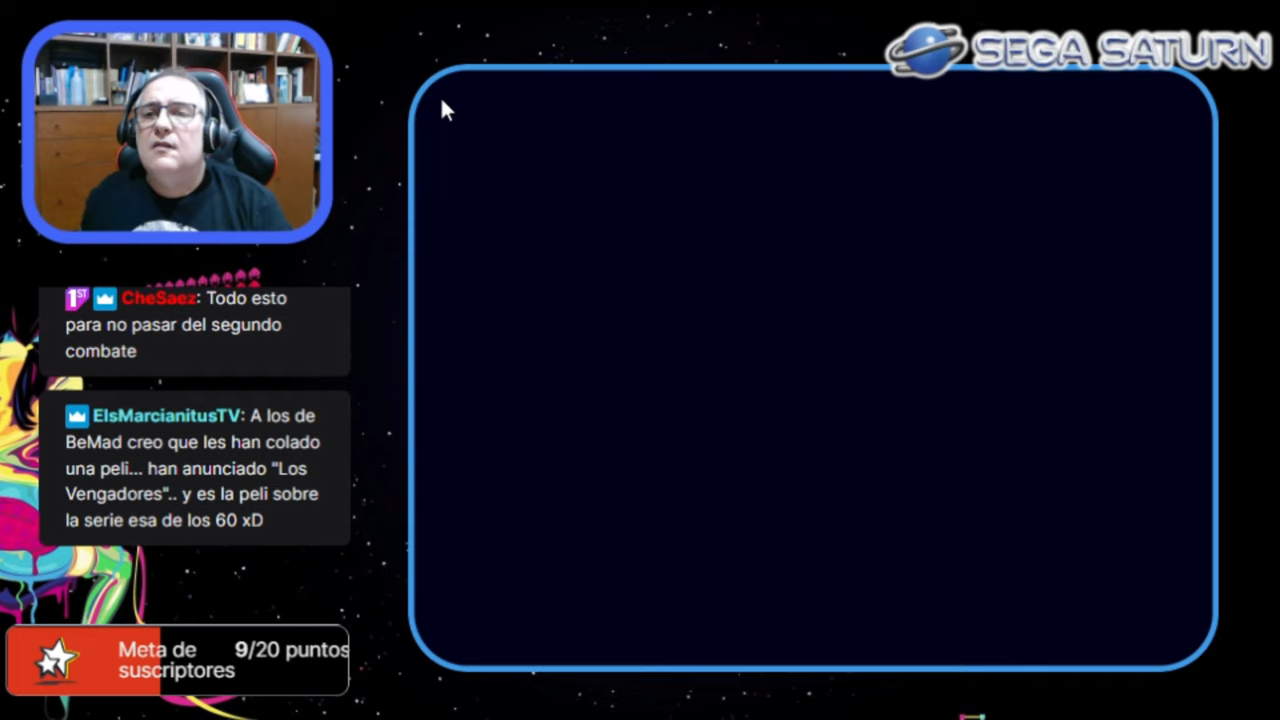 SEGA SATURN
1ST CheSaez: Todo esto
para no pasar del segundo
combate
ElsMarcianitusTV: A los de
BeMad creo que les han colado
una peli... han anunciado "Los
Vengadores".. y es la peli sobre
la serie esa de los 60 xD
Meta de
suscriptores
9/20 puntos